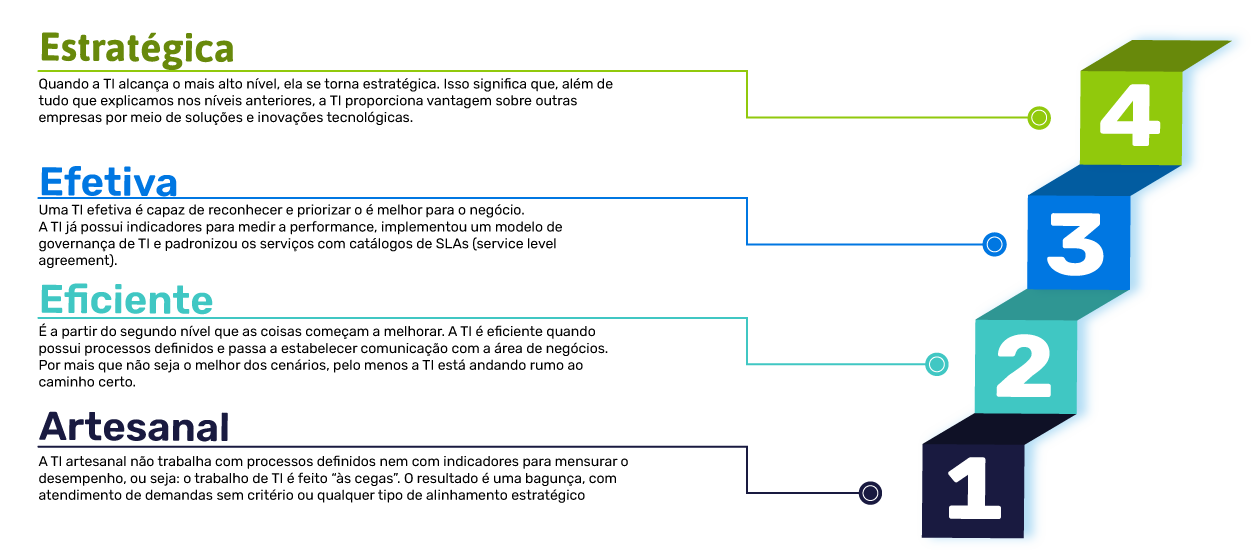 Estratégica
Quando a TI alcança o mais alto nível, ela se torna estratégica. Isso significa que, além de
tudo que explicamos nos níveis anteriores, a TI proporciona vantagem sobre outras
empresas por meio de soluções e inovações tecnológicas.
4
Efetiva
Uma TI efetiva é capaz de reconhecer e priorizar o é melhor para o negócio.
A TI já possui indicadores para medir a performance, implementou um modelo de
governança de TI e padronizou os serviços com catálogos de SLAs (service level
agreement).
3
Eficiente
É a partir do segundo nível que as coisas começam a melhorar. A TI é eficiente quando
possui processos definidos e passa a estabelecer comunicação com a área de negócios.
Por mais que não seja o melhor dos cenários, pelo menos a TI está andando rumo ao
caminho certo.
2
Artesanal
A TI artesanal não trabalha com processos definidos nem com indicadores para mensurar o
desempenho, ou seja: o trabalho de TI é feito “às cegas”. O resultado é uma bagunça, com
atendimento de demandas sem critério ou qualquer tipo de alinhamento estratégico
1